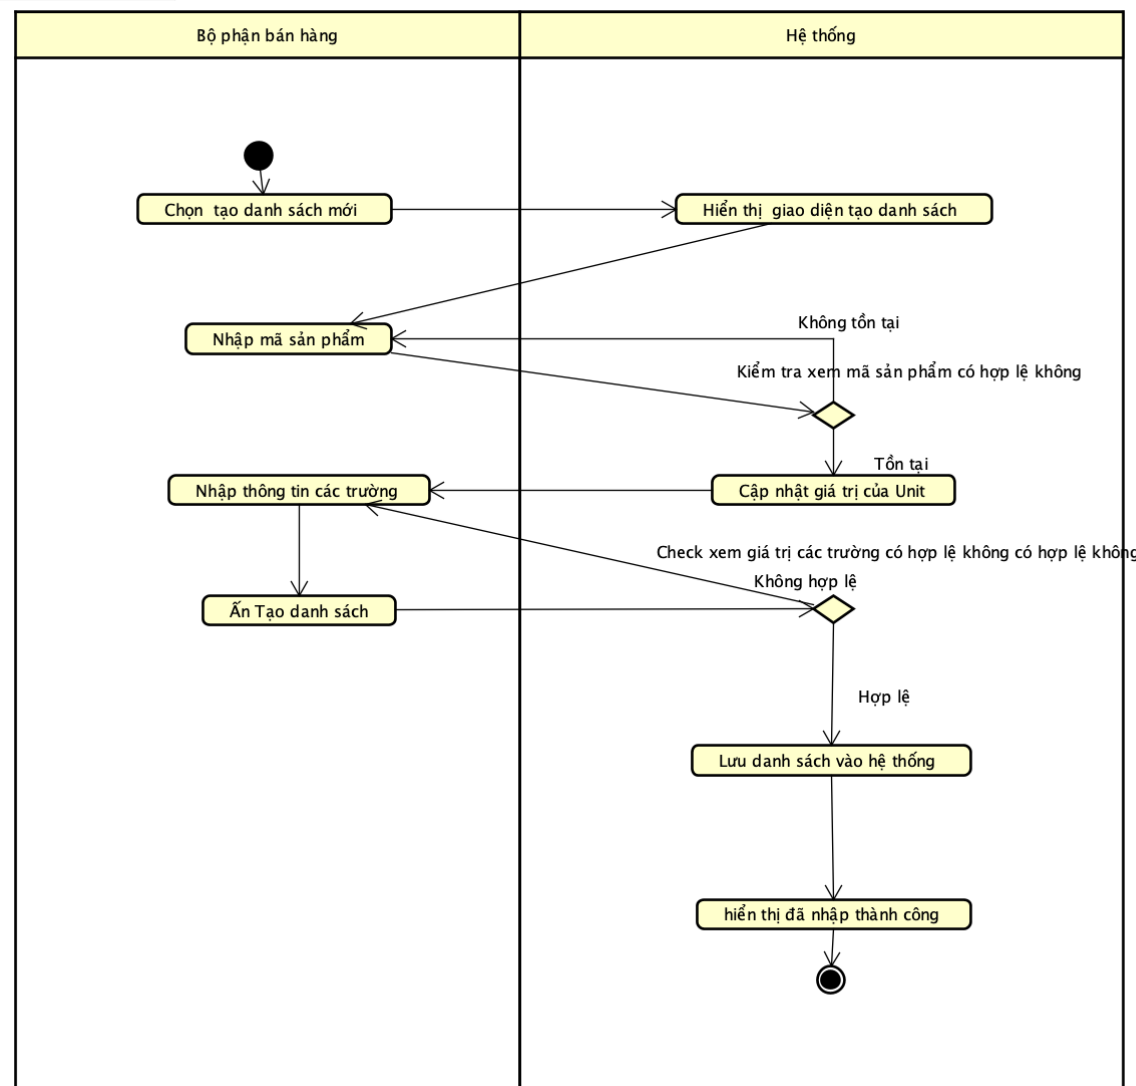 Bộ phận bán hàng
Hệ thống
Chọn tạo danh sách mới
Hiển thị giao diện tạo danh sách
Không tồn tại
Nhập mã sản phẩm
Kiểm tra xem mã sản phẩm có hợp lệ không
Tồn tại
Nhập thông tin các trường
Cập nhật giá trị của Unit
Check xem giá trị các trường có hợp lệ không có hợp lệ không
Không hợp lệ
Ấn Tạo danh sách
Hợp lệ
Lưu danh sách vào hệ thống
hiển thị đã nhập thành công